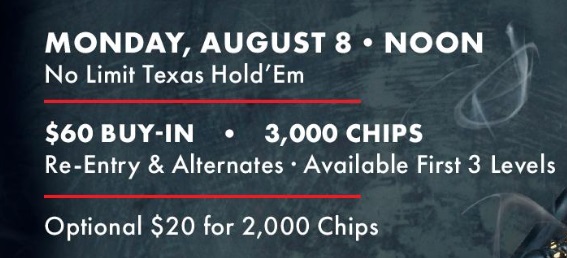 MONDAY, AUGUST 8 • NOON
No Limit Texas Hold'Em
$60 BUY-IN • 3,000 CHIPS
Re-Entry & Alternates · Available First 3 Levels
Optional $20 for 2,000 Chips